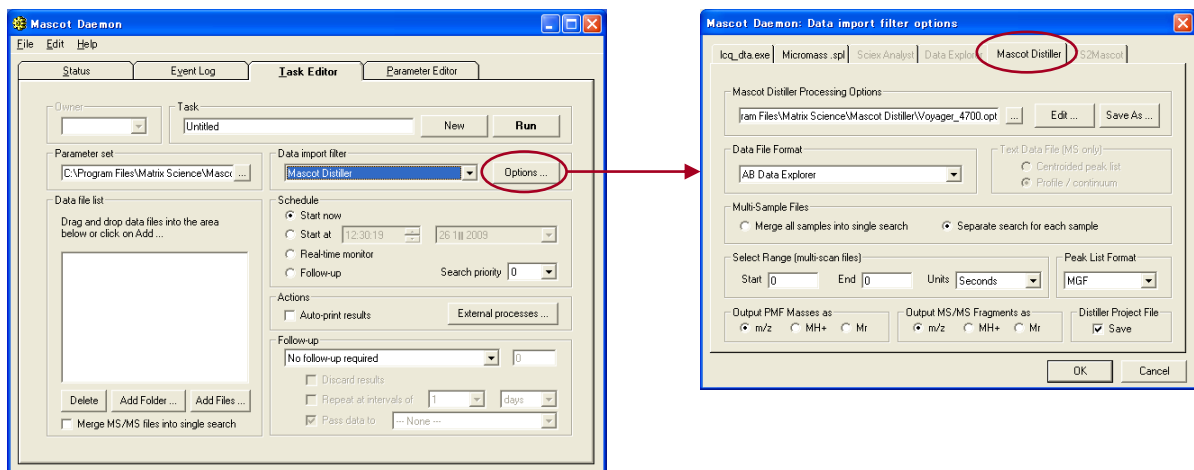 Mascot Daemon
File Edit Help
Status Event Log Task Editor Parameter Editor
Owner Task
Untitled New Run
Parameter set Data import filter
C:\Program Files\Matrix Science\Masc ... Mascot Distiller Options ...
Data file list Schedule
Drag and drop data files into the area
below or click on Add ...
Start now
Start at 12:30:19 26 1 2009
Real-time monitor
Follow-up Search priority 0
Actions
Auto-print results External processes ...
Follow-up
No follow-up required 0
Discard results
Repeat at intervals of 1 days
Pass data to --- None ---
Delete Add Folder ... Add Files ...
Merge MS/MS files into single search
Mascot Daemon: Data import filter options
lcq_dta.exe Micromass .spl Sciex Analyst Data Explor Mascot Distiller S2Mascot
Mascot Distiller Processing Options
ram Files\Matrix Science\Mascot Distiller\Voyager_4700.opt ... Edit ... Save As ...
Data File Format Text Data File (MS only)
AB Data Explorer Centroided peak list
Profile / continuum
Multi-Sample Files
Merge all samples into single search Separate search for each sample
Select Range (multi-scan files) Peak List Format
Start 0 End 0 Units Seconds MGF
Output PMF Masses as Output MS/MS Fragments as Distiller Project File
m/z MH+ Mr m/z MH+ Mr Save
OK Cancel